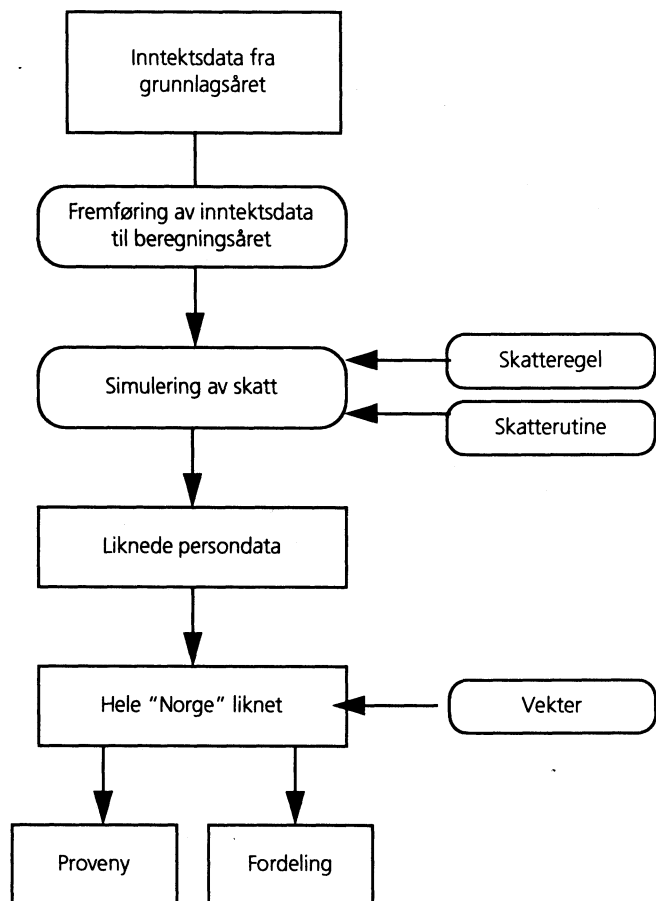 Inntektsdata fra
grunnlagsåret
Fremføring av inntektsdata
til beregningsåret
Simulering av skatt
Skatteregel
Skatterutine
Liknede persondata
Hele "Norge" liknet
Vekter
Proveny
Fordeling